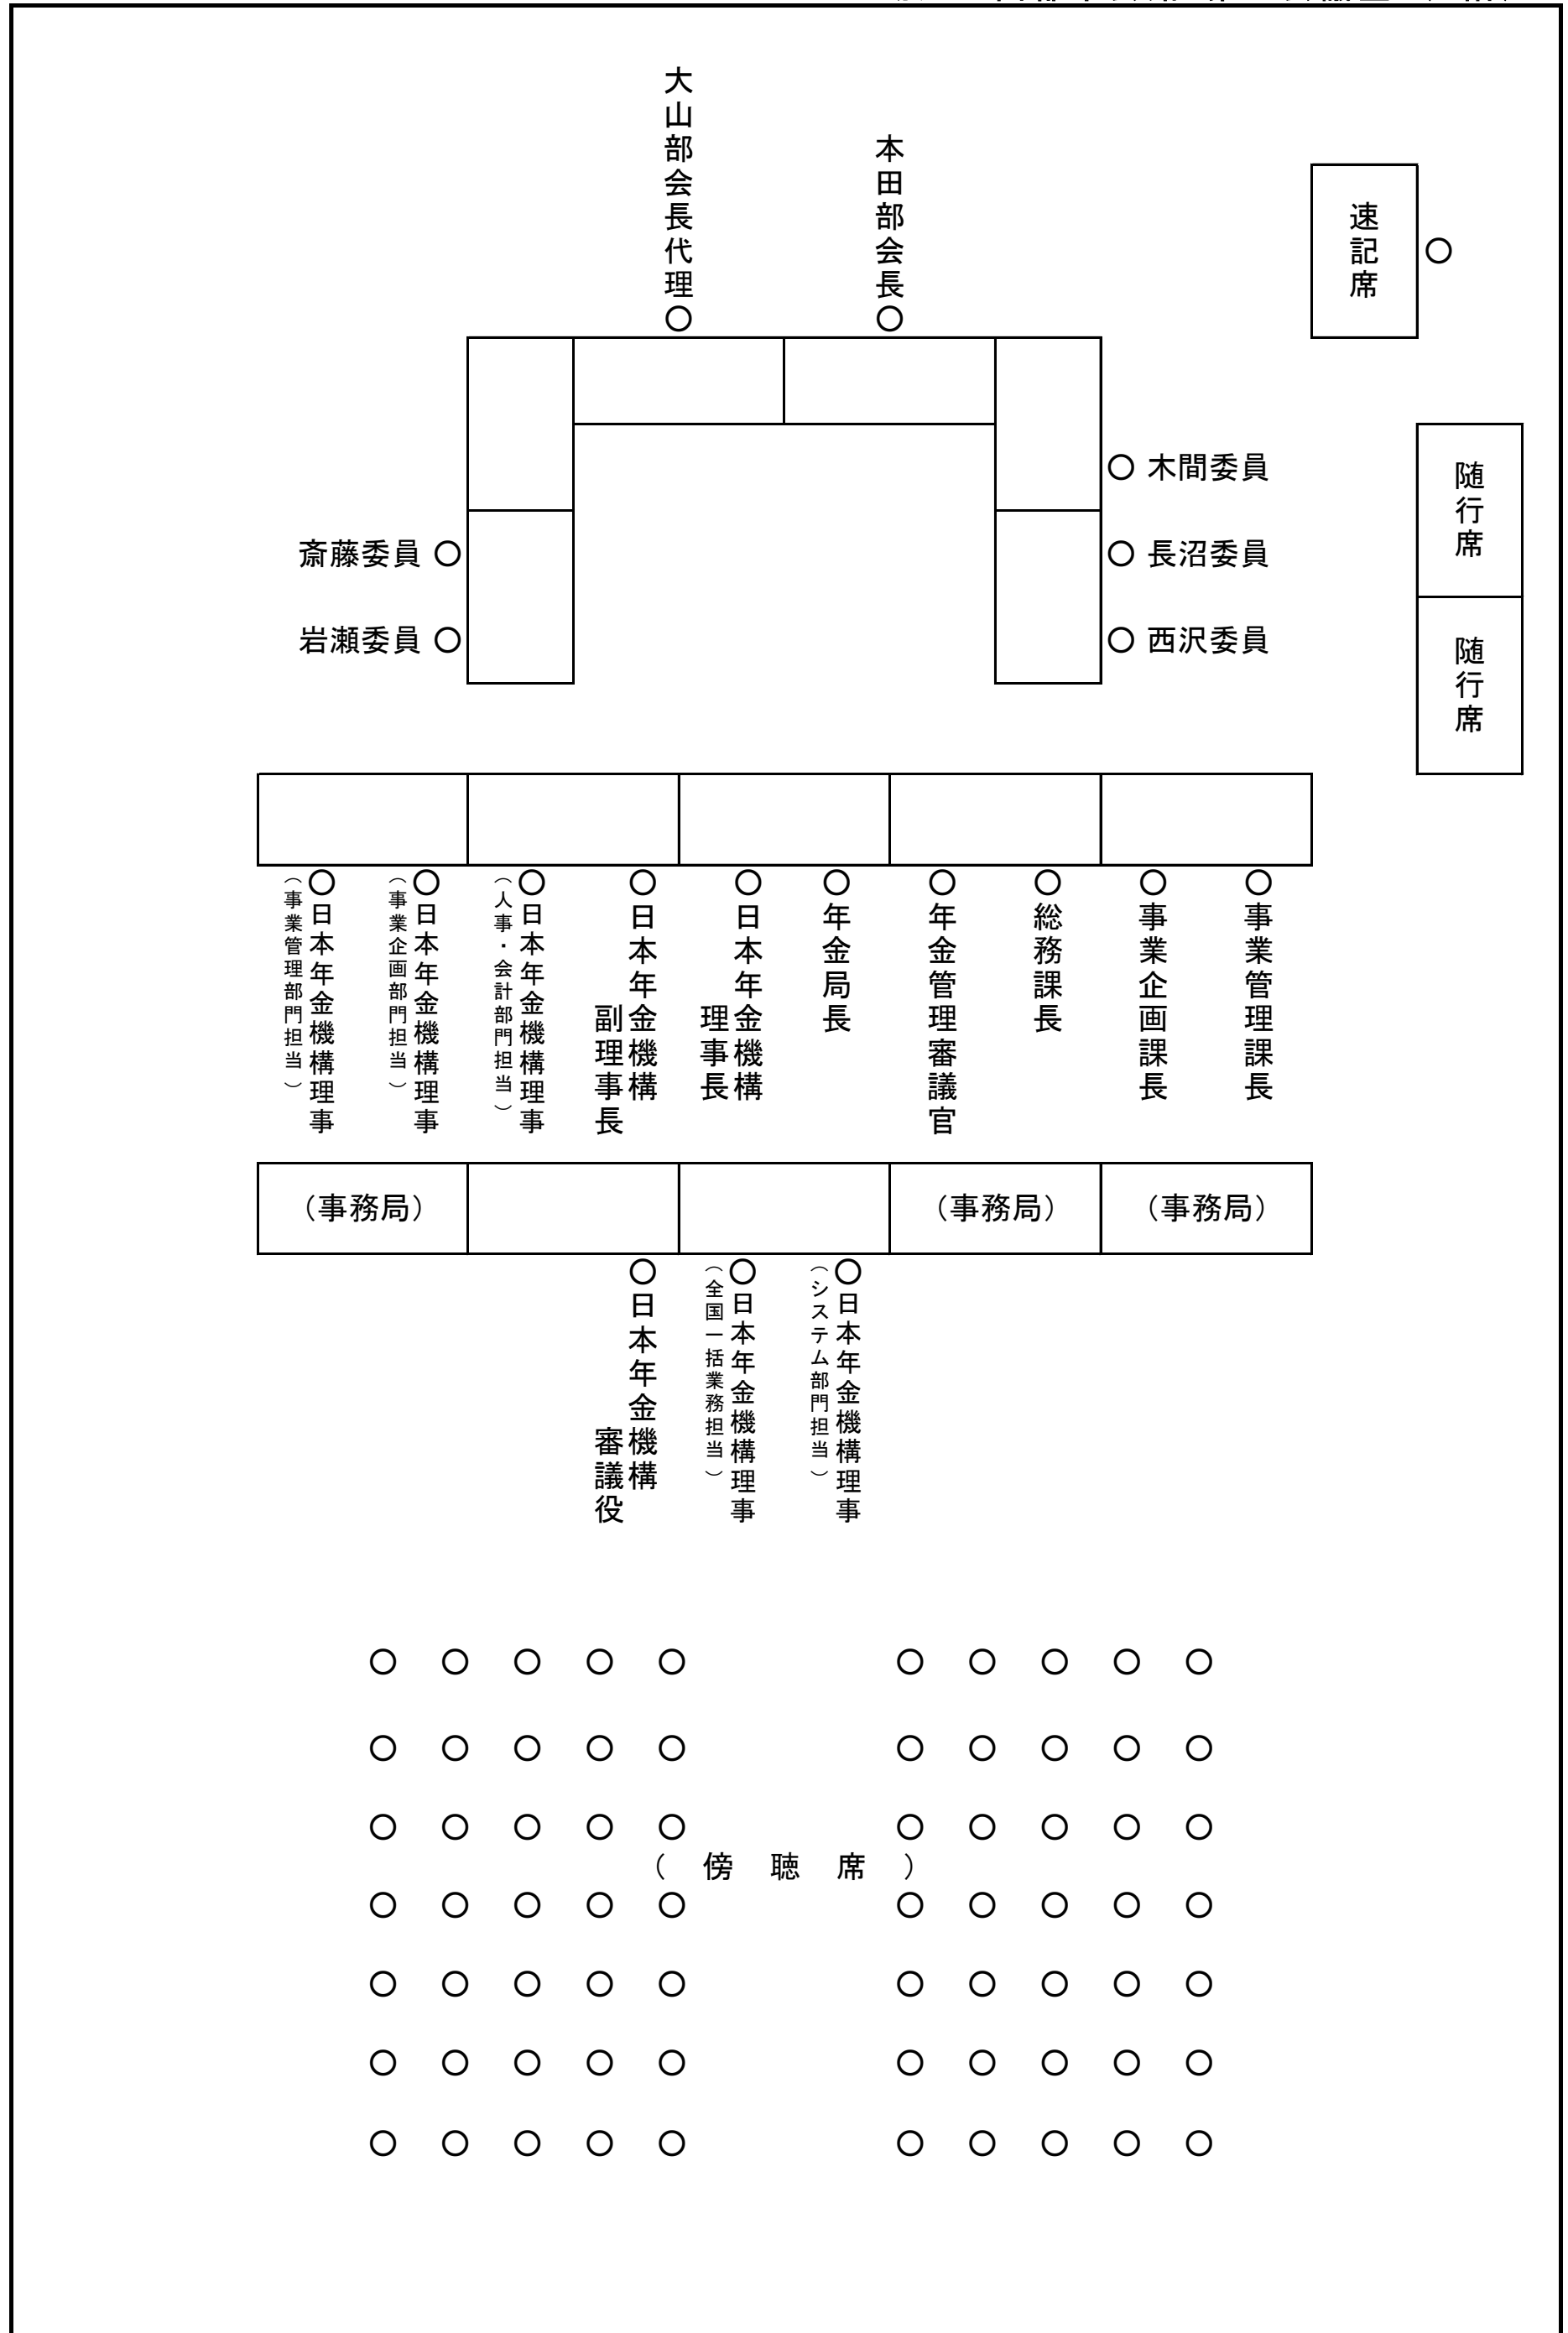 大山部会長代理○
本田部会長○
速記席
○
○ 木間委員
斎藤委員 ○
○ 長沼委員
岩瀬委員 ○
○ 西沢委員
随行席
随行席
○事業管理課長
○事業企画課長
○総務課長
○年金管理審議官
○年金局長
○日本年金機構
理事長
○日本年金機構
副理事長
○日本年金機構理事
（人事・会計部門担当）
○日本年金機構理事
（事業企画部門担当）
○日本年金機構理事
（事業管理部門担当）
（事務局）
（事務局）
（事務局）
○日本年金機構理事
（システム部門担当）
○日本年金機構理事
（全国一括業務担当）
○日本年金機構
審議役
○ ○ ○ ○ ○ ○ ○ ○ ○ ○
○ ○ ○ ○ ○ ○ ○ ○ ○ ○
○ ○ ○ ○ ○ ○ ○ ○ ○ ○
（ 傍 聴 席 ）
○ ○ ○ ○ ○ ○ ○ ○ ○ ○
○ ○ ○ ○ ○ ○ ○ ○ ○ ○
○ ○ ○ ○ ○ ○ ○ ○ ○ ○
○ ○ ○ ○ ○ ○ ○ ○ ○ ○